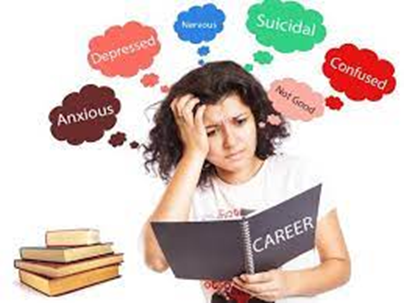 Anxious
Depressed
Nervous
Suicidal
Confused
Not Good
CAREER